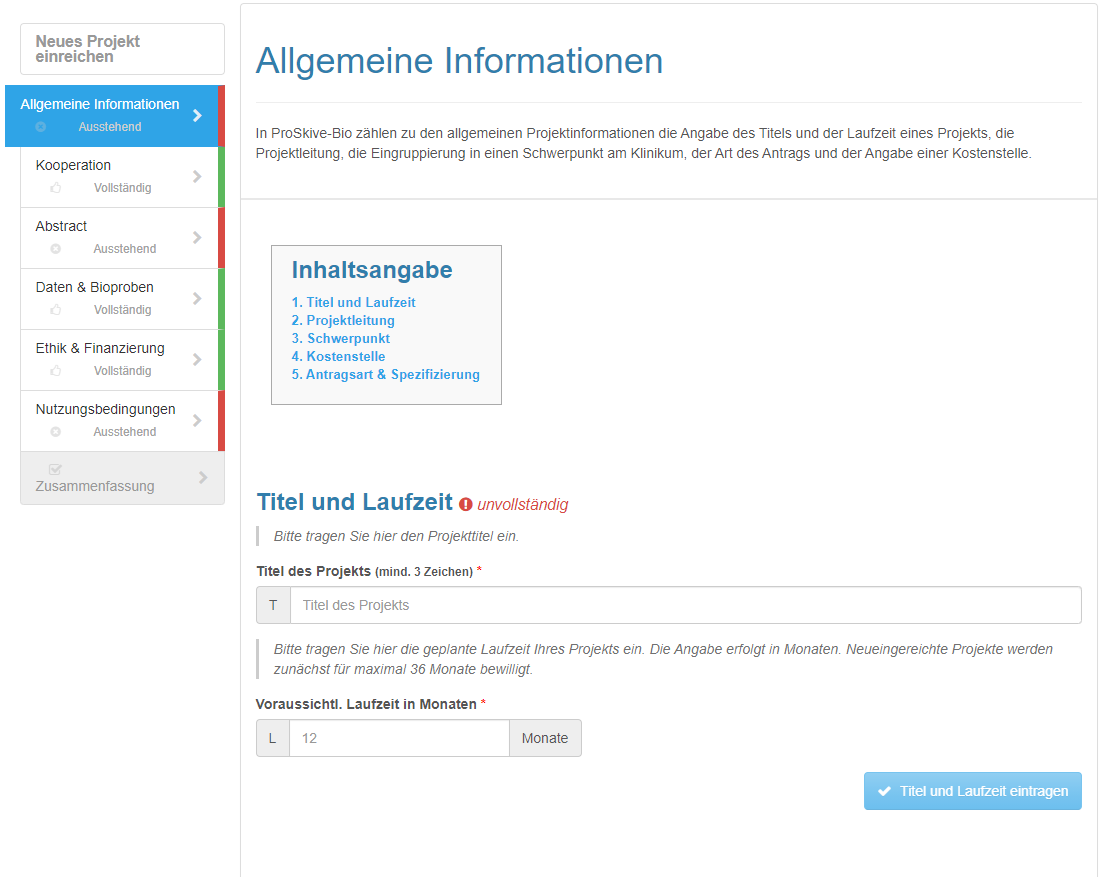 Neues Projekt
einreichen
Allgemeine Informationen
Ausstehend
Kooperation
Vollständig
Abstract
Ausstehend
Daten & Bioproben
Vollständig
Ethik & Finanzierung
Vollständig
Nutzungsbedingungen
Ausstehend
Zusammenfassung
Allgemeine Informationen
In ProSkive-Bio zählen zu den allgemeinen Projektinformationen die Angabe des Titels und der Laufzeit eines Projekts, die
Projektleitung, die Eingruppierung in einen Schwerpunkt am Klinikum, der Art des Antrags und der Angabe einer Kostenstelle.
Inhaltsangabe
1. Titel und Laufzeit
2. Projektleitung
3. Schwerpunkt
4. Kostenstelle
5. Antragsart & Spezifizierung
Titel und Laufzeit unvollständig
Bitte tragen Sie hier den Projekttitel ein.
Titel des Projekts (mind. 3 Zeichen) *
T Titel des Projekts
Bitte tragen Sie hier die geplante Laufzeit Ihres Projekts ein. Die Angabe erfolgt in Monaten. Neueingereichte Projekte werden
zunächst für maximal 36 Monate bewilligt.
Voraussichtl. Laufzeit in Monaten *
L 12 Monate
Titel und Laufzeit eintragen